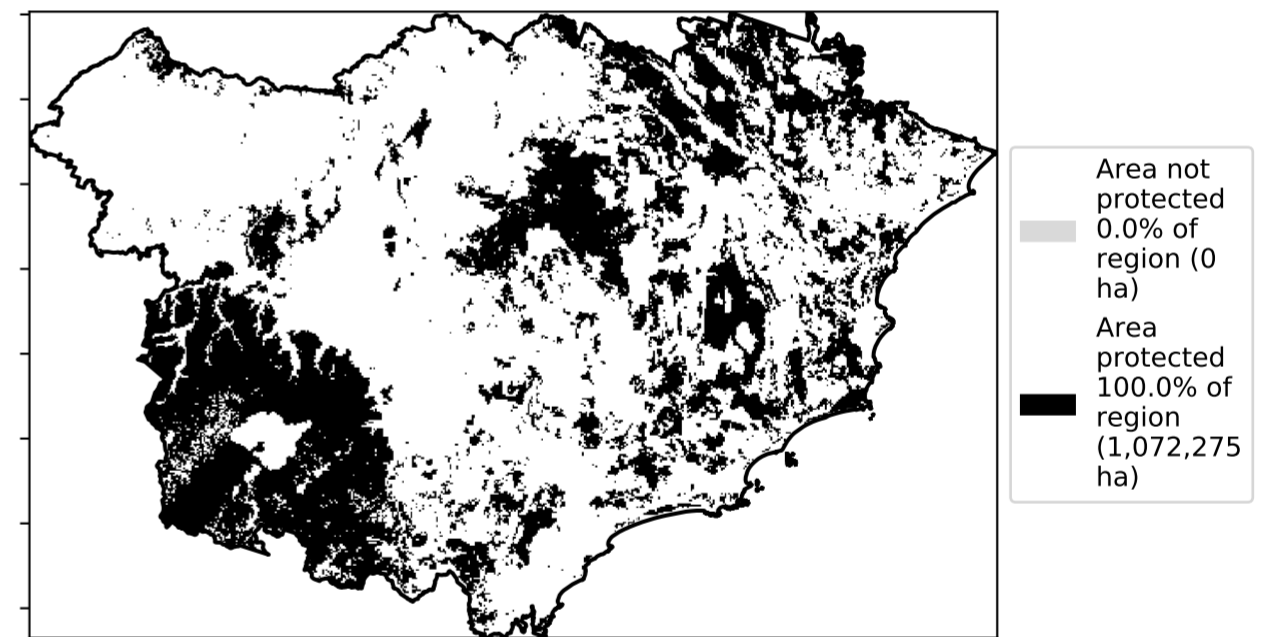 Area not
protected
0.0% of
region (0
ha)
Area
protected
100.0% of
region
(1,072,275
ha)